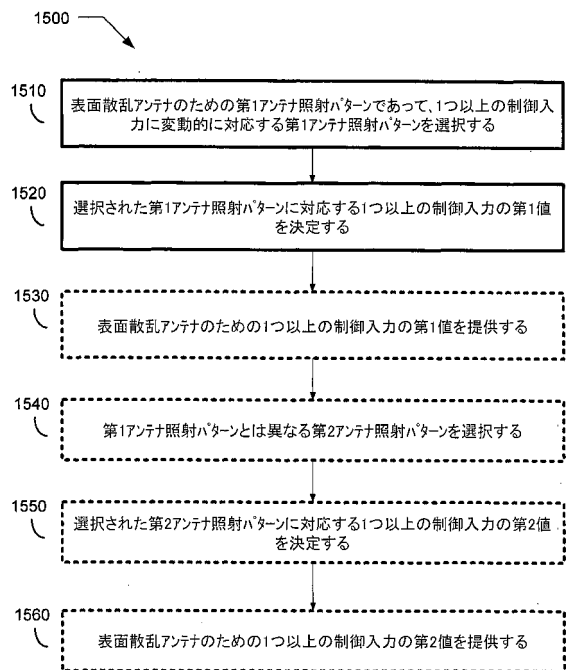 1500
1510
表面散乱アンテナのための第1アンテナ照射パターンであって、1つ以上の制御入
力に変動的に対応する第1アンテナ照射パターンを選択する
1520
選択された第1アンテナ照射パターンに対応する1つ以上の制御入力の第1値
を決定する
1530
表面散乱アンテナのための1つ以上の制御入力の第1値を提供する
1540
第1アンテナ照射パターンとは異なる第2アンテナ照射パターンを選択する
1550
選択された第2アンテナ照射パターンに対応する1つ以上の制御入力の第2値
を決定する
1560
表面散乱アンテナのための1つ以上の制御入力の第2値を提供する